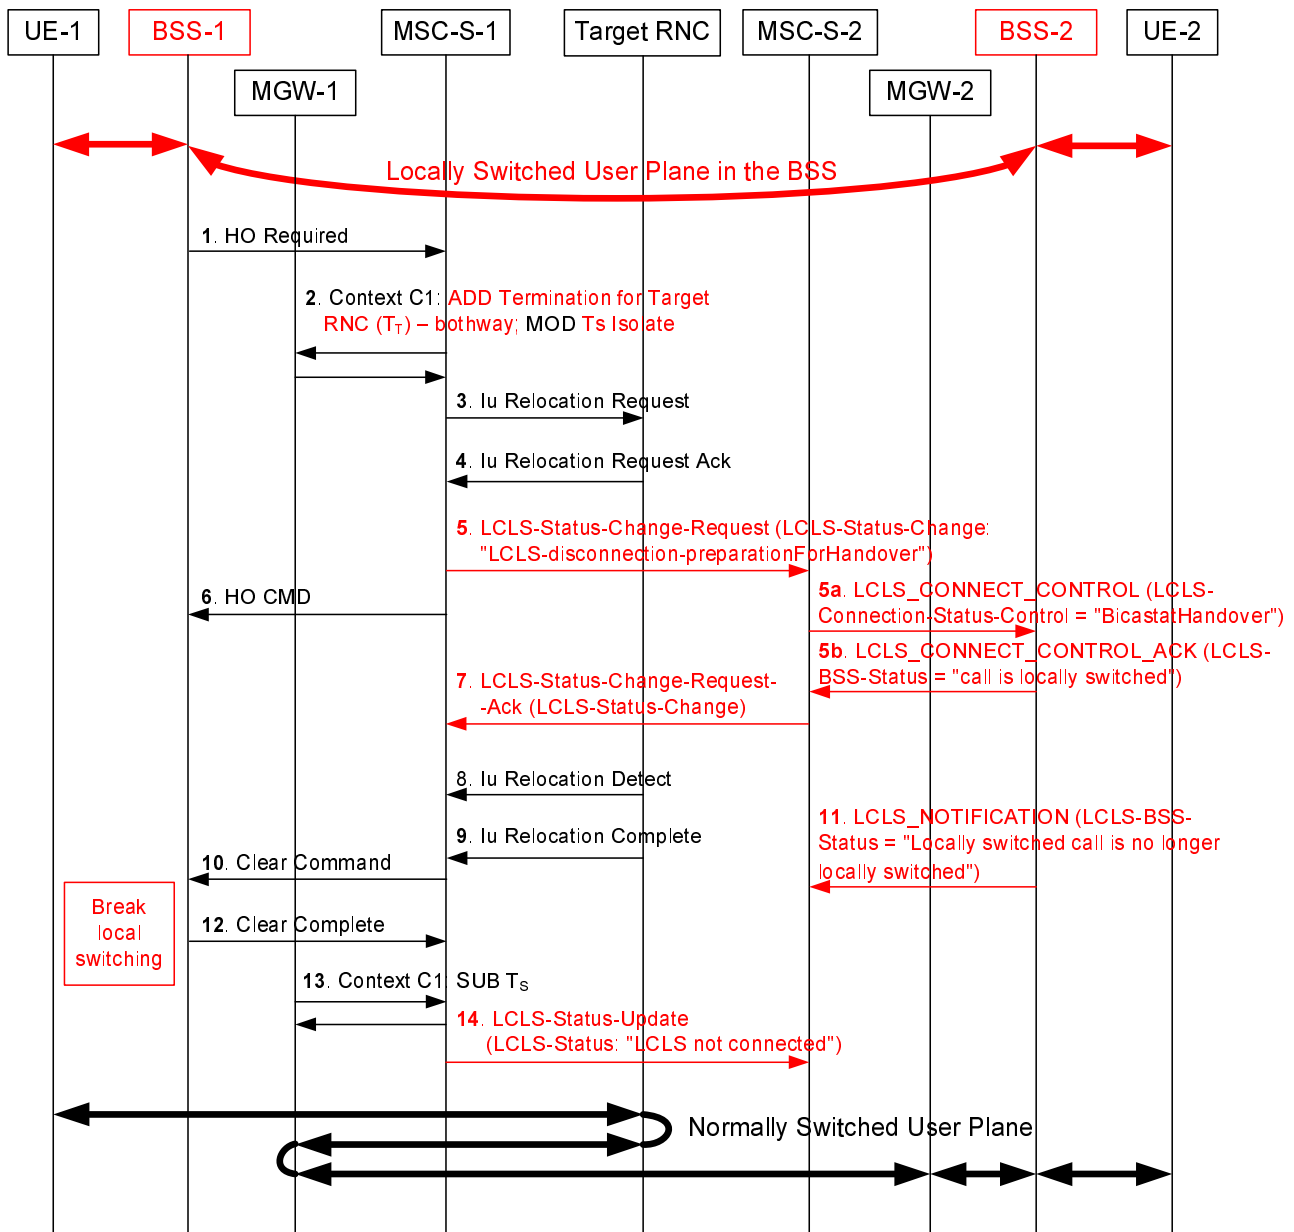 UE-1
BSS-1
MSC-S-1
Target RNC
MSC-S-2
BSS-2
UE-2
MGW-1
MGW-2
Locally Switched User Plane in the BSS
1. HO Required
2. Context C1: ADD Termination for Target
RNC (TT) – bothway; MOD Ts Isolate
3. Iu Relocation Request
4. Iu Relocation Request Ack
5. LCLS-Status-Change-Request (LCLS-Status-Change:
"LCLS-disconnection-preparationForHandover")
5a. LCLS_CONNECT_CONTROL (LCLS-
Connection-Status-Control = "BicastatHandover")
6. HO CMD
5b. LCLS_CONNECT_CONTROL_ACK (LCLS-
BSS-Status = "call is locally switched")
7. LCLS-Status-Change-Request-
-Ack (LCLS-Status-Change)
8. Iu Relocation Detect
9. Iu Relocation Complete
11. LCLS_NOTIFICATION (LCLS-BSS-
Status = "Locally switched call is no longer
locally switched")
10. Clear Command
Break
local
switching
12. Clear Complete
13. Context C1: SUB TS
14. LCLS-Status-Update
(LCLS-Status: "LCLS not connected")
Normally Switched User Plane